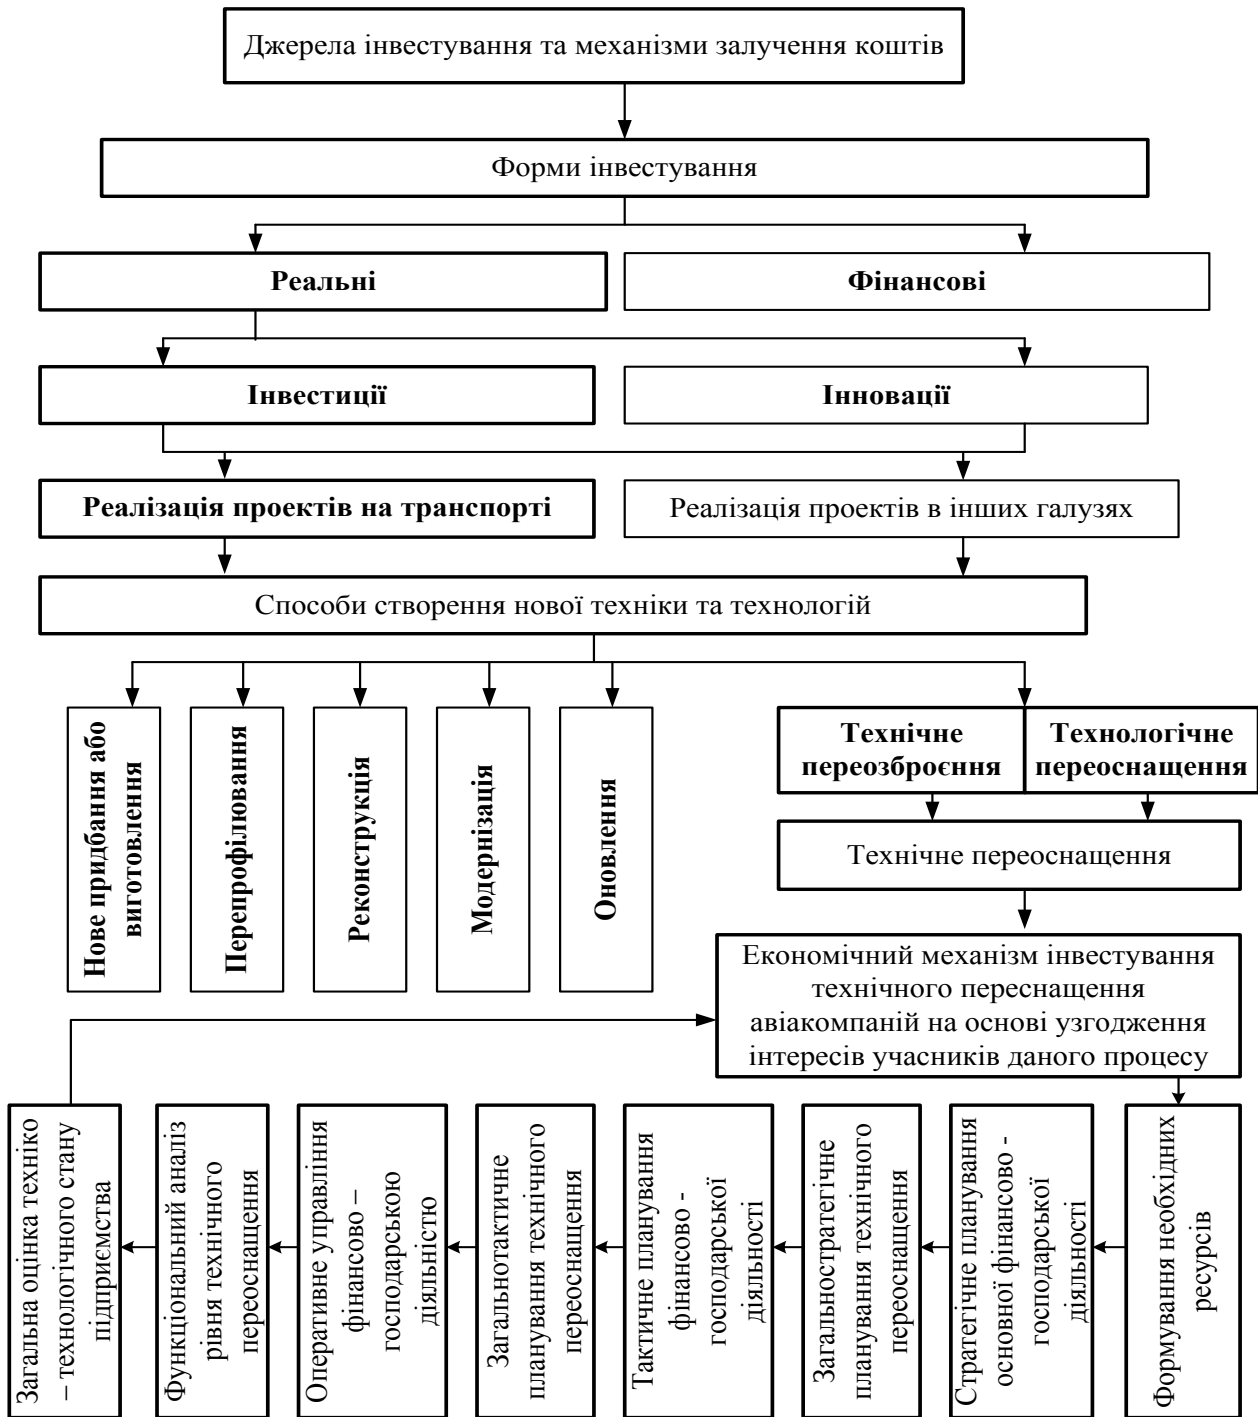 Джерела інвестування та механізми залучення коштів
Форми інвестування
Реальні
Фінансові
Інвестиції
Інновації
Реалізація проектів на транспорті
Реалізація проектів в інших галузях
Способи створення нової техніки та технологій
Нове придбання або
виготовлення
Перепрофілювання
Реконструкція
Модернізація
Оновлення
Технічне
переозброєння
Технологічне
переоснащення
Технічне переоснащення
Економічний механізм інвестування
технічного переснащення
авіакомпаній на основі узгодження
інтересів учасників даного процесу
Загальна оцінка техніко
– технологічного стану
підприємства
Функціональний аналіз
рівня технічного
переоснащення
Оперативне управління
фінансово –
господарською
діяльністю
Загальнотактичне
планування технічного
переоснащення
Тактичне планування
фінансово -
господарської
діяльності
Загальностратегічне
планування технічного
переоснащення
Стратегічне планування
основної фінансово -
господарської
діяльності
Формування необхідних
ресурсів